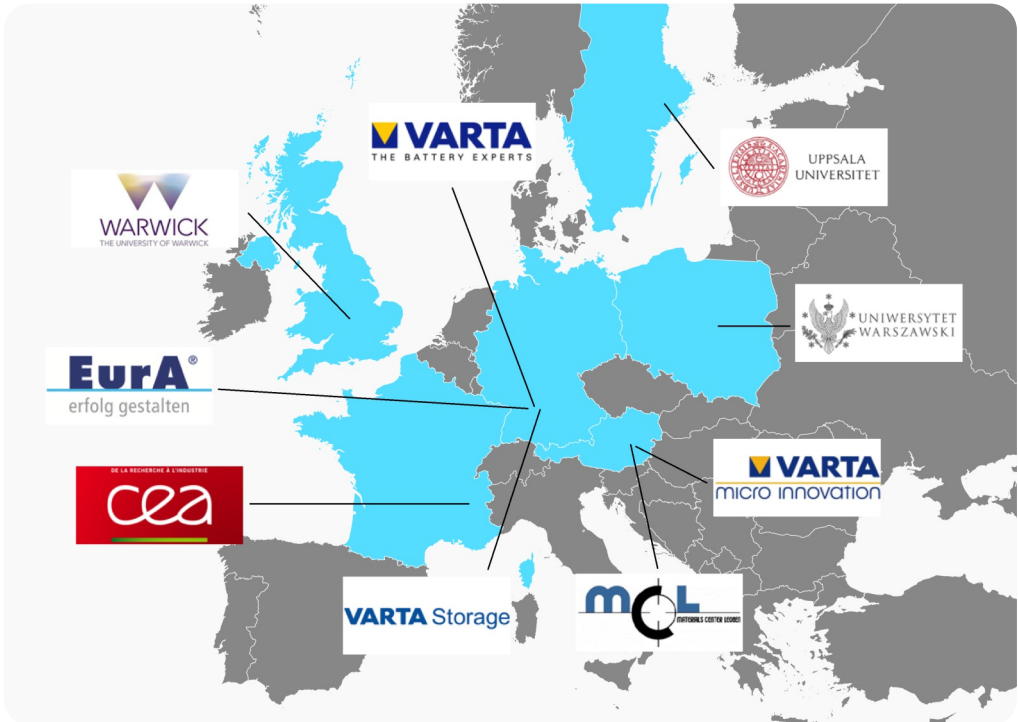 VARTA
THE BATTERY EXPERTS
UPPSALA
UNIVERSITET
WARWICK
THE UNIVERSITY OF WARWICK
UNIWERSYTET
WARSZAWSKI
EurA®
erfolg gestalten
VARTA
micro innovation
DE LA RECHERCHE À L'INDUSTRIE
cea
VARTA Storage
mCL
MATERIALS CENTER LEOBEN